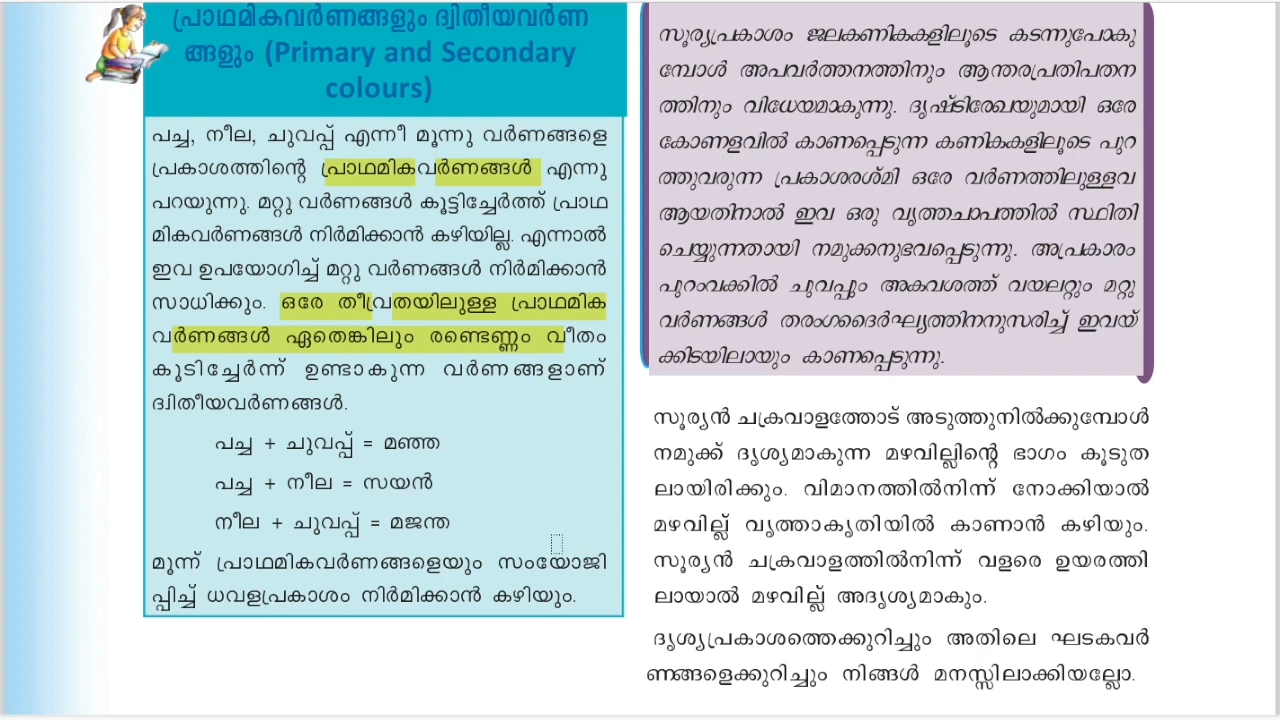 പ്രാഥമികവർണങ്ങളും ദ്വിതീയവർണ
ങ്ങളും (Primary and Secondary
colours)
പച്ച, നീല, ചുവപ്പ് എന്നീ മൂന്നു വർണങ്ങളെ
പ്രകാശത്തിന്റെ പ്രാഥമികവർണങ്ങൾ എന്നു
പറയുന്നു. മറ്റു വർണങ്ങൾ കൂട്ടിച്ചേർത്ത് പ്രാഥ
മികവർണങ്ങൾ നിർമിക്കാൻ കഴിയില്ല. എന്നാൽ
ഇവ ഉപയോഗിച്ച് മറ്റു വർണങ്ങൾ നിർമിക്കാൻ
സാധിക്കും. ഒരേ തീവ്രതയിലുള്ള പ്രാഥമിക
വർണങ്ങൾ ഏതെങ്കിലും രണ്ടെണ്ണം വീതം
കൂടിച്ചേർന്ന് ഉണ്ടാകുന്ന വർണങ്ങളാണ്
ദ്വിതീയവർണങ്ങൾ.
പച്ച + ചുവപ്പ് = മഞ്ഞ
പച്ച + നീല = സയൻ
നീല + ചുവപ്പ് = മജന്ത
മൂന്ന് പ്രാഥമികവർണങ്ങളെയും സംയോജി
പ്പിച്ച് ധവളപ്രകാശം നിർമിക്കാൻ കഴിയും.
സൂര്യപ്രകാശം ജലകണികകളിലൂടെ കടന്നുപോകു
മ്പോൾ അപവർത്തനത്തിനും ആന്തരപ്രതിപതന
ത്തിനും വിധേയമാകുന്നു. ദൃഷ്ടിരേഖയുമായി ഒരേ
കോണളവിൽ കാണപ്പെടുന്ന കണികകളിലൂടെ പുറ
ത്തുവരുന്ന പ്രകാശരശ്മി ഒരേ വർണത്തിലുള്ളവ
ആയതിനാൽ ഇവ ഒരു വൃത്തചാപത്തിൽ സ്ഥിതി
ചെയ്യുന്നതായി നമുക്കനുഭവപ്പെടുന്നു. അപ്രകാരം
പുറംവക്കിൽ ചുവപ്പും അകവശത്ത് വയലറ്റും മറ്റു
വർണങ്ങൾ തരംഗദൈർഘ്യത്തിനനുസരിച്ച് ഇവയ്
ക്കിടയിലായും കാണപ്പെടുന്നു.
സൂര്യൻ ചക്രവാളത്തോട് അടുത്തുനിൽക്കുമ്പോൾ
നമുക്ക് ദൃശ്യമാകുന്ന മഴവില്ലിന്റെ ഭാഗം കൂടുത
ലായിരിക്കും. വിമാനത്തിൽനിന്ന് നോക്കിയാൽ
മഴവില്ല് വൃത്താകൃതിയിൽ കാണാൻ കഴിയും.
സൂര്യൻ ചക്രവാളത്തിൽനിന്ന് വളരെ ഉയരത്തി
ലായാൽ മഴവില്ല് അദൃശ്യമാകും.
ദൃശ്യപ്രകാശത്തെക്കുറിച്ചും അതിലെ ഘടകവർ
ണങ്ങളെക്കുറിച്ചും നിങ്ങൾ മനസ്സിലാക്കിയല്ലോ.